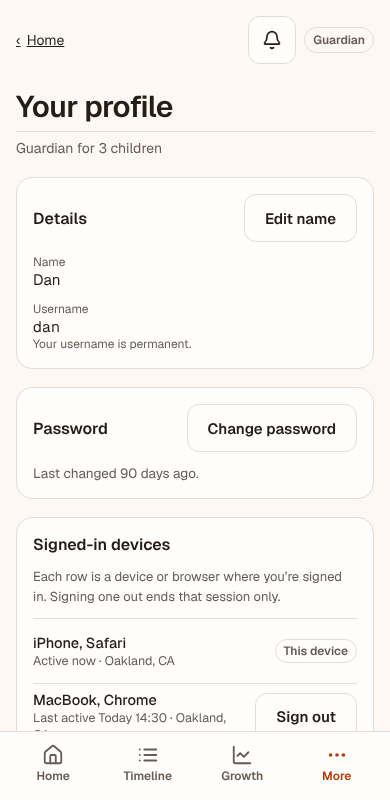 ‹ Home
Guardian
Your profile
Guardian for 3 children
Details
Edit name
Name
Dan
Username
dan
Your username is permanent.
Password
Change password
Last changed 90 days ago.
Signed-in devices
Each row is a device or browser where you’re signed
in. Signing one out ends that session only.
iPhone, Safari
Active now · Oakland, CA
This device
MacBook, Chrome
Last active Today 14:30 · Oakland,
Sign out
Home
Timeline
Growth
More